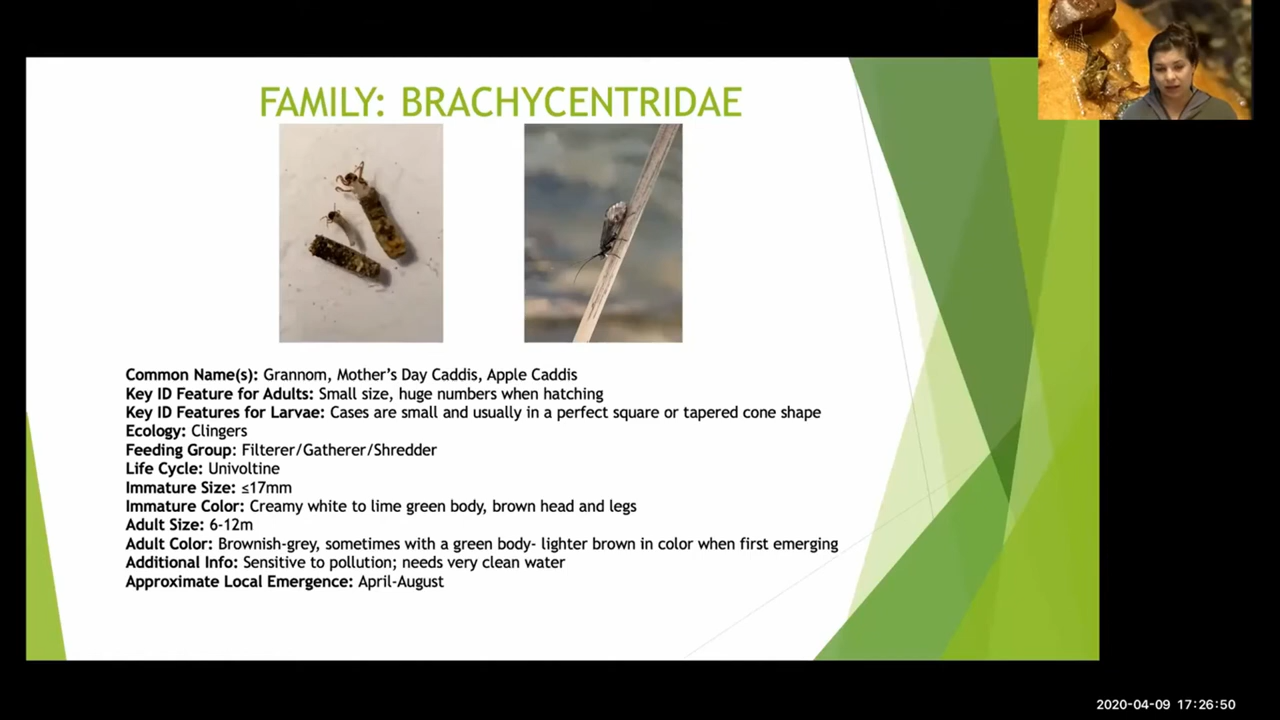 FAMILY: BRACHYCENTRIDAE
Common Name(s): Grannom, Mother's Day Caddis, Apple Caddis
Key ID Feature for Adults: Small size, huge numbers when hatching
Key ID Features for Larvae: Cases are small and usually in a perfect square or tapered cone shape
Ecology: Clingers
Feeding Group: Filterer/Gatherer/Shredder
Life Cycle: Univoltine
Immature Size: ≤17mm
Immature Color: Creamy white to lime green body, brown head and legs
Adult Size: 6-12m
Adult Color: Brownish-grey, sometimes with a green body- lighter brown in color when first emerging
Additional Info: Sensitive to pollution; needs very clean water
Approximate Local Emergence: April-August
2020-04-09 17:26:50